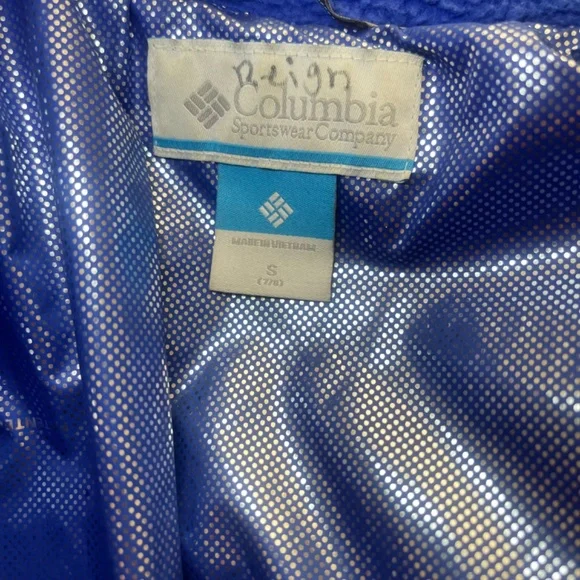 Reign
Columbia
Sportswear Company
MADE IN VIETNAM
S
(7/8)